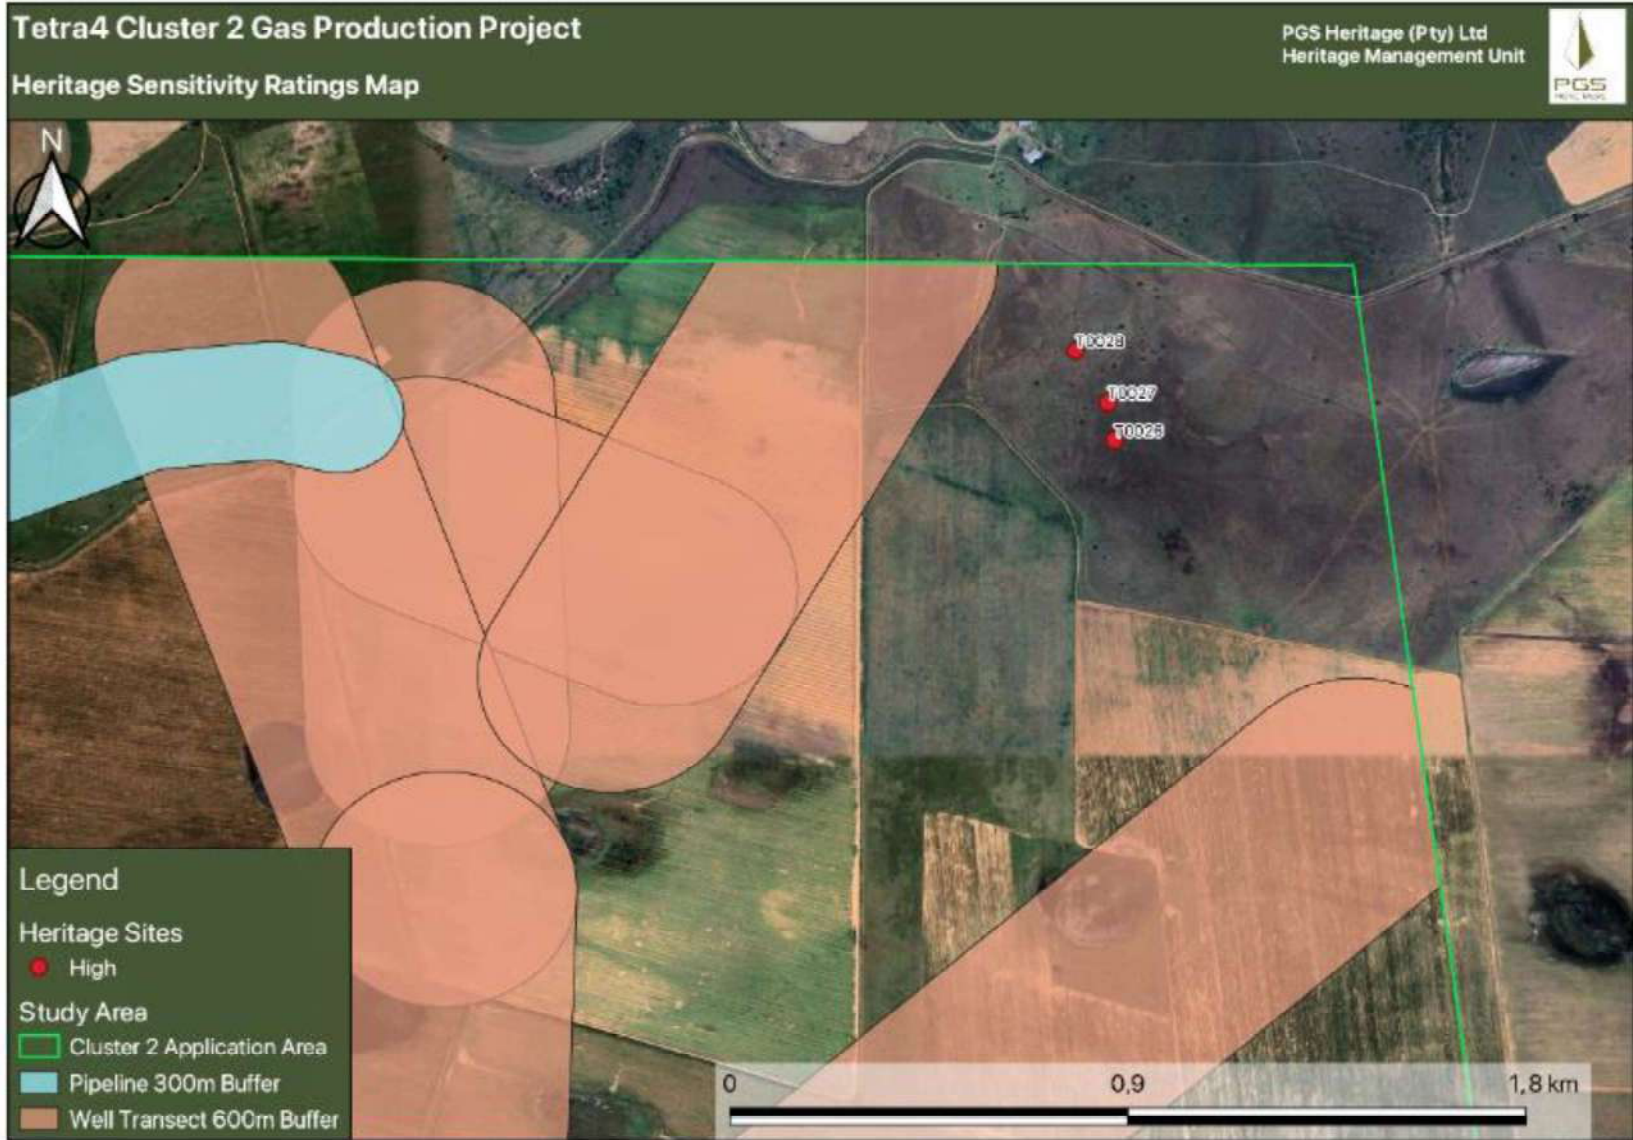 Tetra4 Cluster 2 Gas Production Project
Heritage Sensitivity Ratings Map
PGS Heritage (Pty) Ltd
Heritage Management Unit
PGS
N
T0028
T0027
T0026
Legend
Heritage Sites
High
Study Area
Cluster 2 Application Area
Pipeline 300m Buffer
Well Transect 600m Buffer
0 0,9 1,8 km